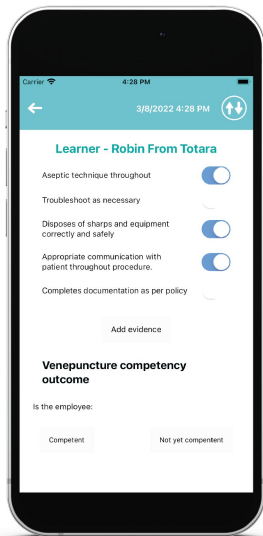 Carrier 4:28 PM
3/8/2022 4:28 PM
Learner - Robin From Totara
Aseptic technique throughout
Troubleshoot as necessary
Disposes of sharps and equipment
correctly and safely
Appropriate communication with
patient throughout procedure.
Completes documentation as per policy
Add evidence
Venepuncture competency
outcome
Is the employee:
Competent Not yet compentent